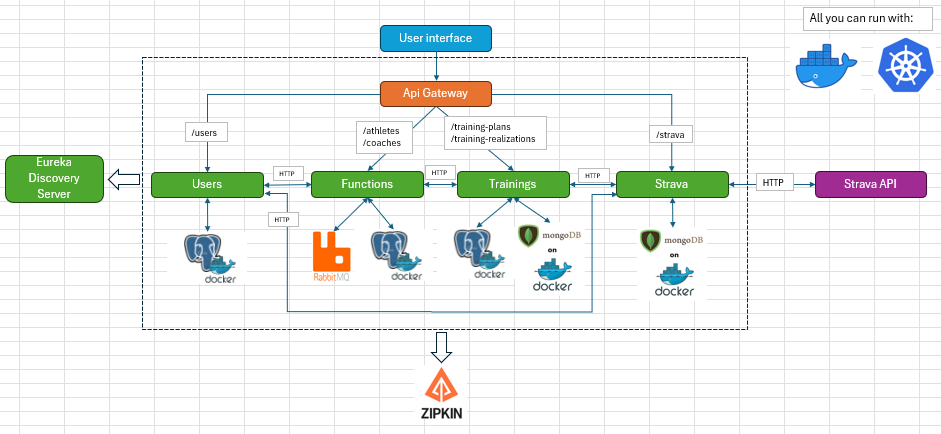 All you can run with:
User interface
Api Gateway
/users
/athletes
/coaches
/training-plans
/training-realizations
/strava
Eureka
Discovery
Server
Users
HTTP
Functions
HTTP
Trainings
HTTP
Strava
HTTP
Strava API
HTTP
docker
RabbitMQ
docker
docker
mongoDB
on
docker
mongoDB
on
docker
ZIPKIN